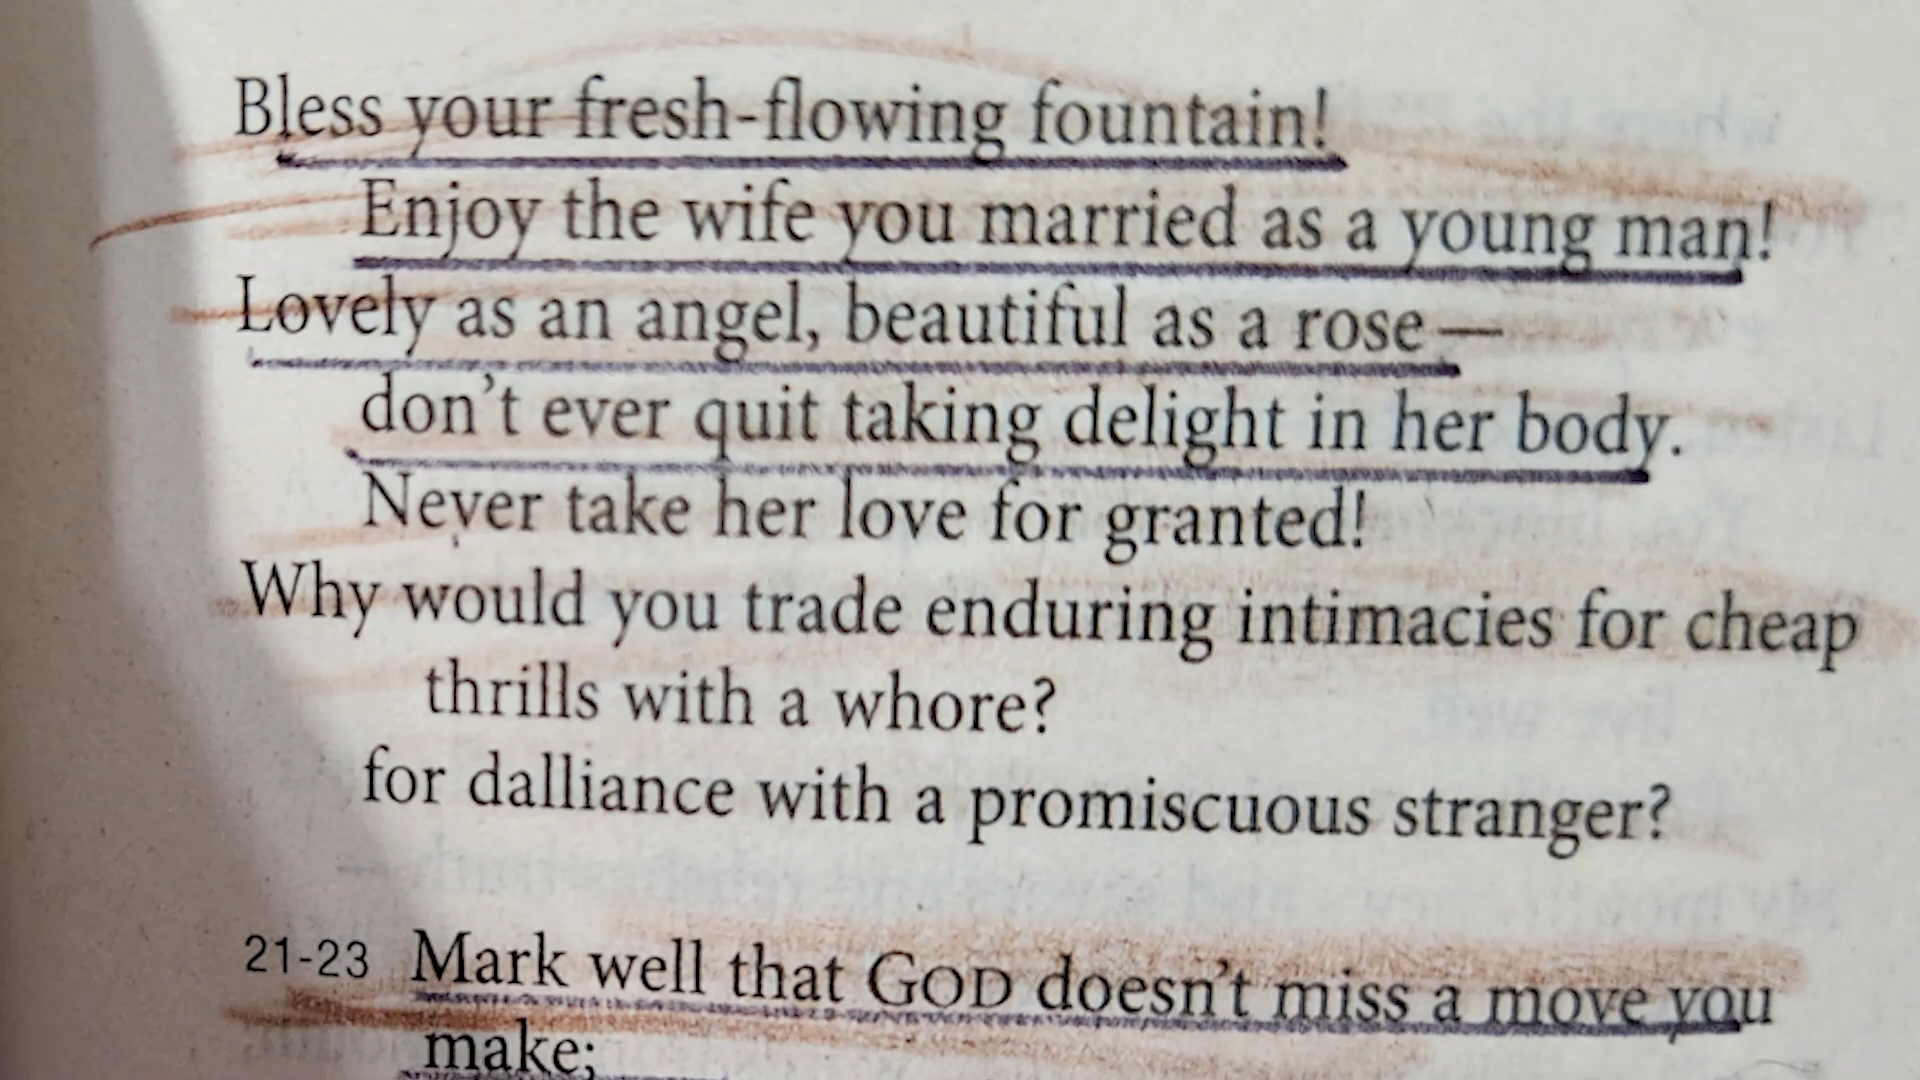 Bless your fresh-flowing fountain!
Enjoy the wife you married as a young man!
Lovely as an angel, beautiful as a rose—
don't ever quit taking delight in her body.
Never take her love for granted!
Why would you trade enduring intimacies for cheap
thrills with a whore?
for dalliance with a promiscuous stranger?
21-23 Mark well that GOD doesn't miss a move you
make;